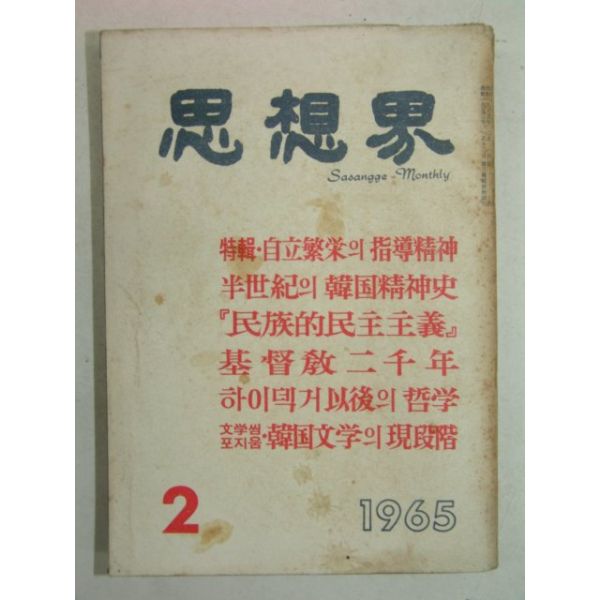 思想界
Sasangge - Monthly
特輯·自立繁栄의 指導精神
半世紀의 韓国精神史
『民族的民主主義』
基督敎二千年
하이덱거 以後의 哲学
文学씸포지움·韓国文学의 現段階
2
1965